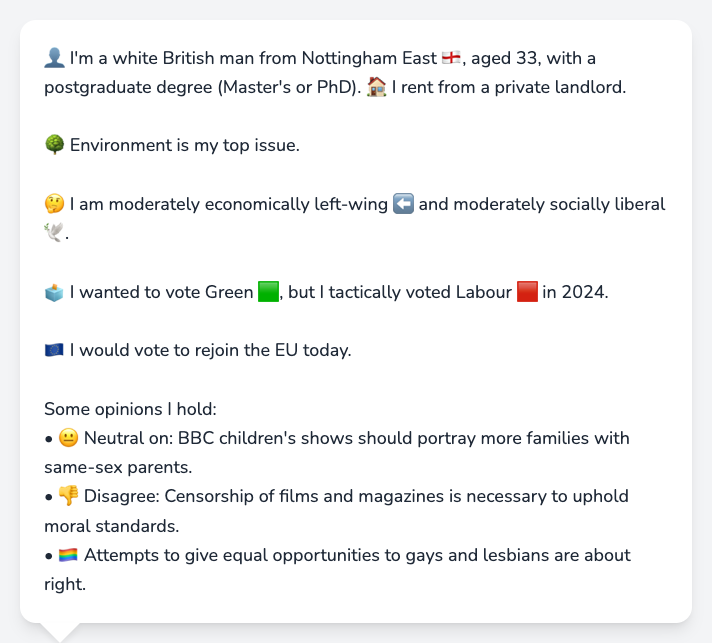 👤 I'm a white British man from Nottingham East 🏴󠁧󠁢󠁥󠁮󠁧󠁿, aged 33, with a
postgraduate degree (Master's or PhD). 🏠 I rent from a private landlord.
🌳 Environment is my top issue.
🤔 I am moderately economically left-wing ⬅️ and moderately socially liberal
🕊️.
🗳️ I wanted to vote Green 🟩, but I tactically voted Labour 🟥 in 2024.
🇪🇺 I would vote to rejoin the EU today.
Some opinions I hold:
• 😐 Neutral on: BBC children's shows should portray more families with
same-sex parents.
• 👎 Disagree: Censorship of films and magazines is necessary to uphold
moral standards.
• 🏳️‍🌈 Attempts to give equal opportunities to gays and lesbians are about
right.